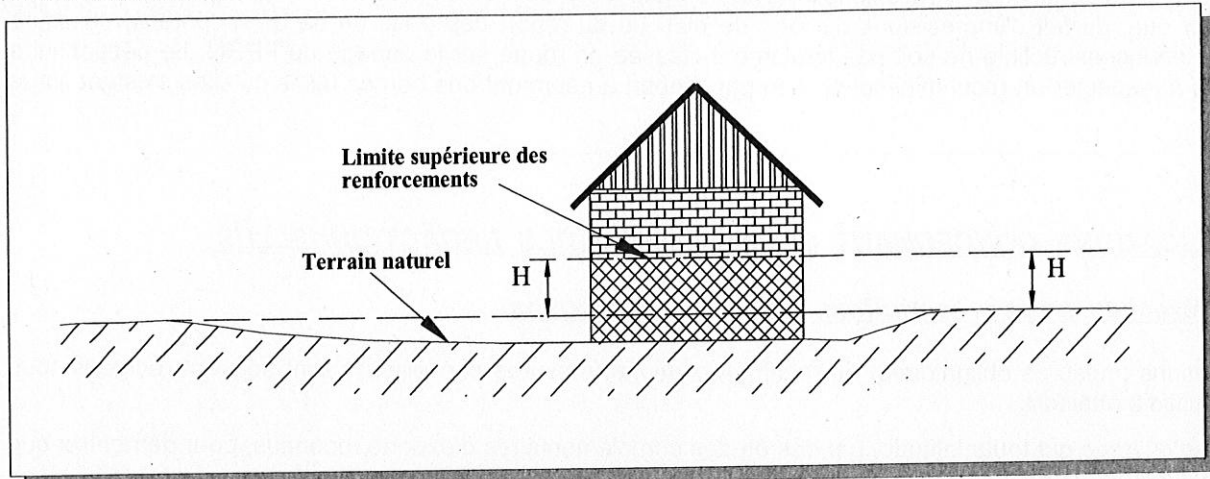 Limite supérieure des
renforcements
Terrain naturel
H
H